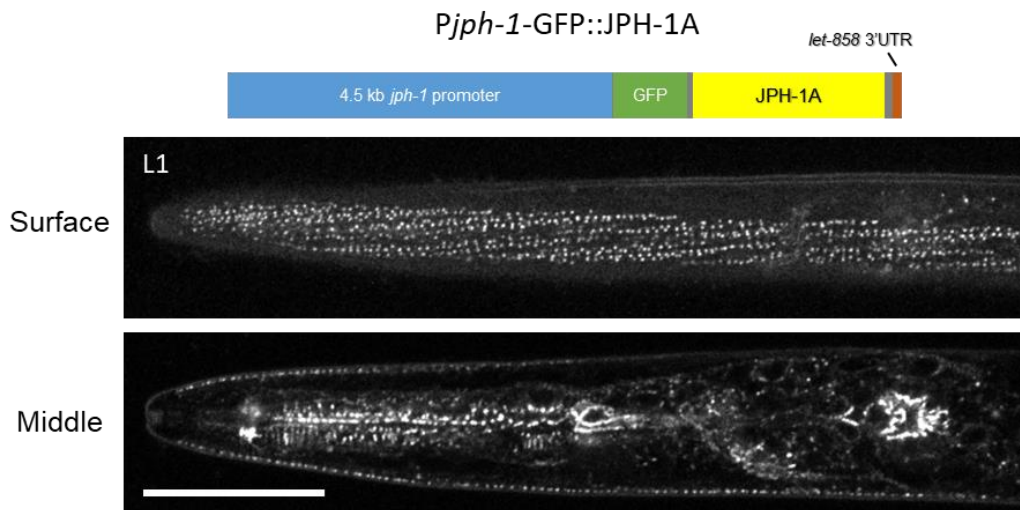 Pjph-1-GFP::JPH-1A
let-858 3'UTR
4.5 kb jph-1 promoter
GFP
JPH-1A
L1
Surface
Middle